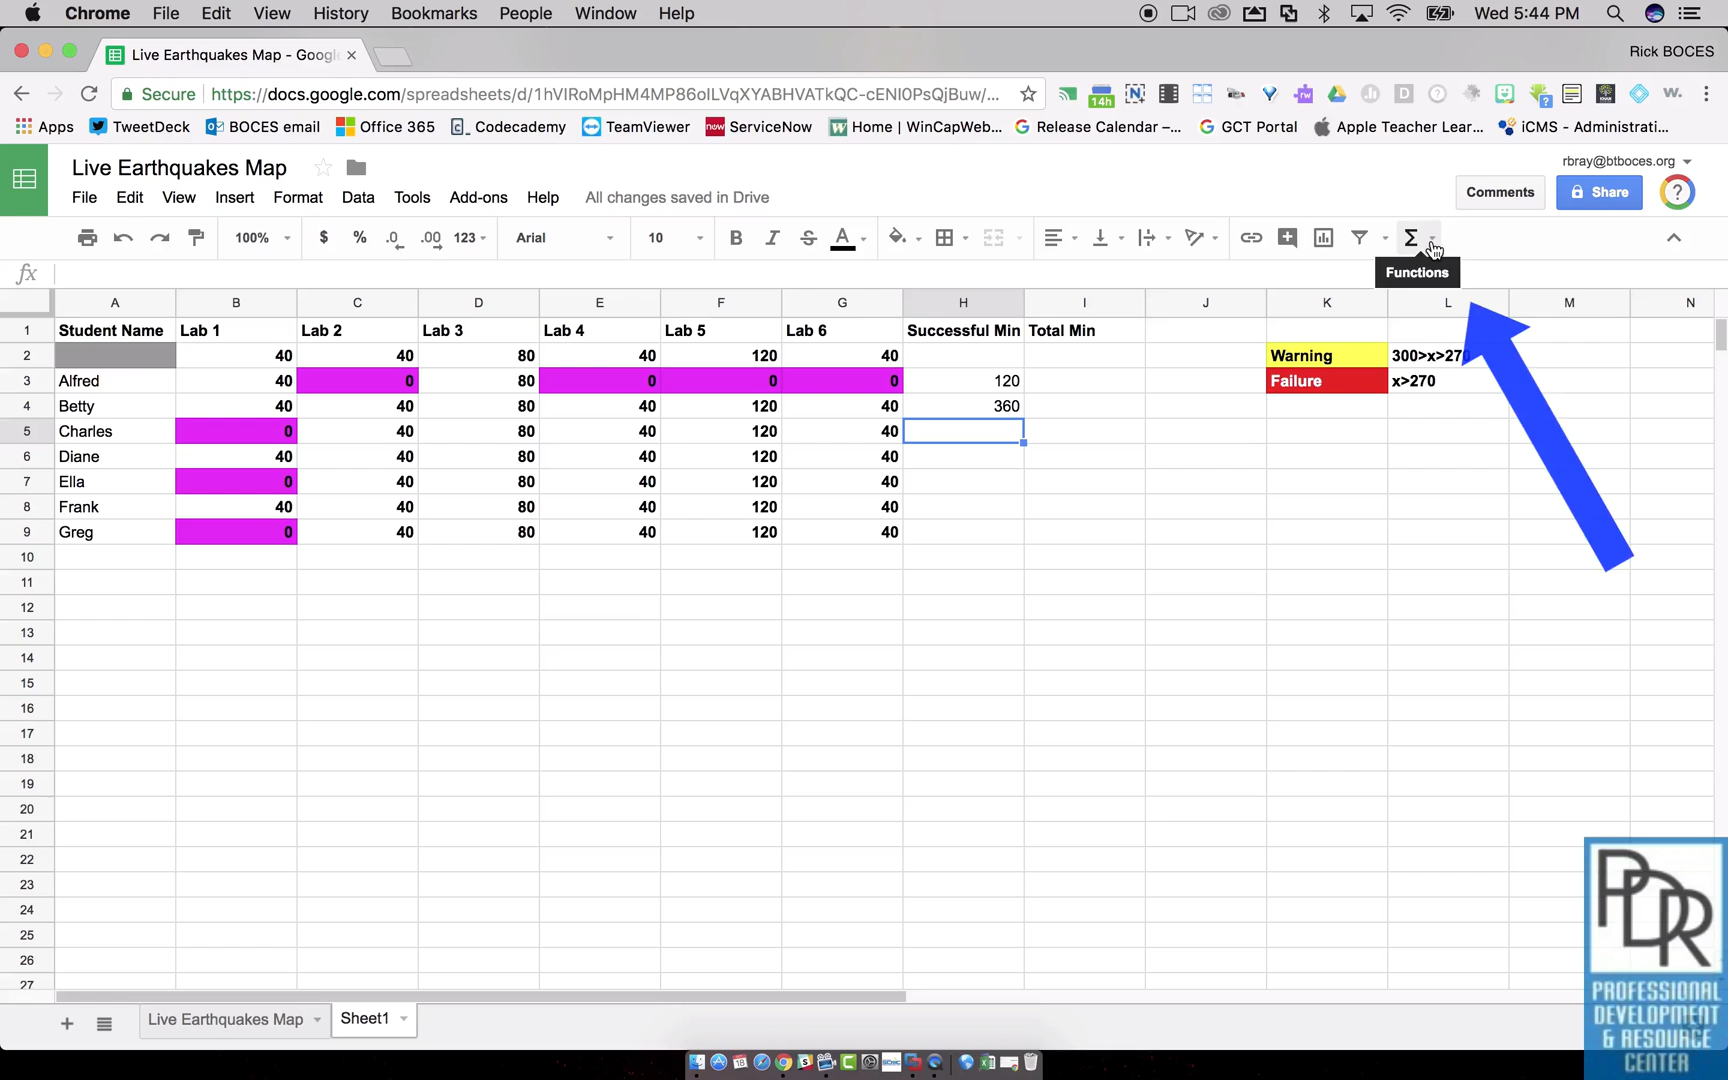 Chrome File Edit View History Bookmarks People Window Help Wed 5:44 PM
Live Earthquakes Map - Googl Rick BOCES
Secure https://docs.google.com/spreadsheets/d/1hVIRoMpHM4MP86oILVqXYABHVATkQC-cENI0PsQjBuw/... 14h
Apps TweetDeck BOCES email Office 365 Codecademy TeamViewer now ServiceNow Home | WinCapWeb... Release Calendar –... GCT Portal Apple Teacher Lear... iCMS - Administrati...
Live Earthquakes Map rbray@btboces.org
File Edit View Insert Format Data Tools Add-ons Help All changes saved in Drive Comments Share
100% $ % .0 .00 123 Arial 10 B I S A Σ
fx Functions
A B C D E F G H I J K L M N
1 Student Name Lab 1 Lab 2 Lab 3 Lab 4 Lab 5 Lab 6 Successful Min Total Min
2 40 40 80 40 120 40 Warning 300>x>270
3 Alfred 40 0 80 0 0 0 120 Failure x>270
4 Betty 40 40 80 40 120 40 360
5 Charles 0 40 80 40 120 40
6 Diane 40 40 80 40 120 40
7 Ella 0 40 80 40 120 40
8 Frank 40 40 80 40 120 40
9 Greg 0 40 80 40 120 40
10
11
12
13
14
15
16
17
18
19
20
21
22
23
24
25
26
27
Live Earthquakes Map Sheet1
PDR
PROFESSIONAL
DEVELOPMENT
& RESOURCE
CENTER